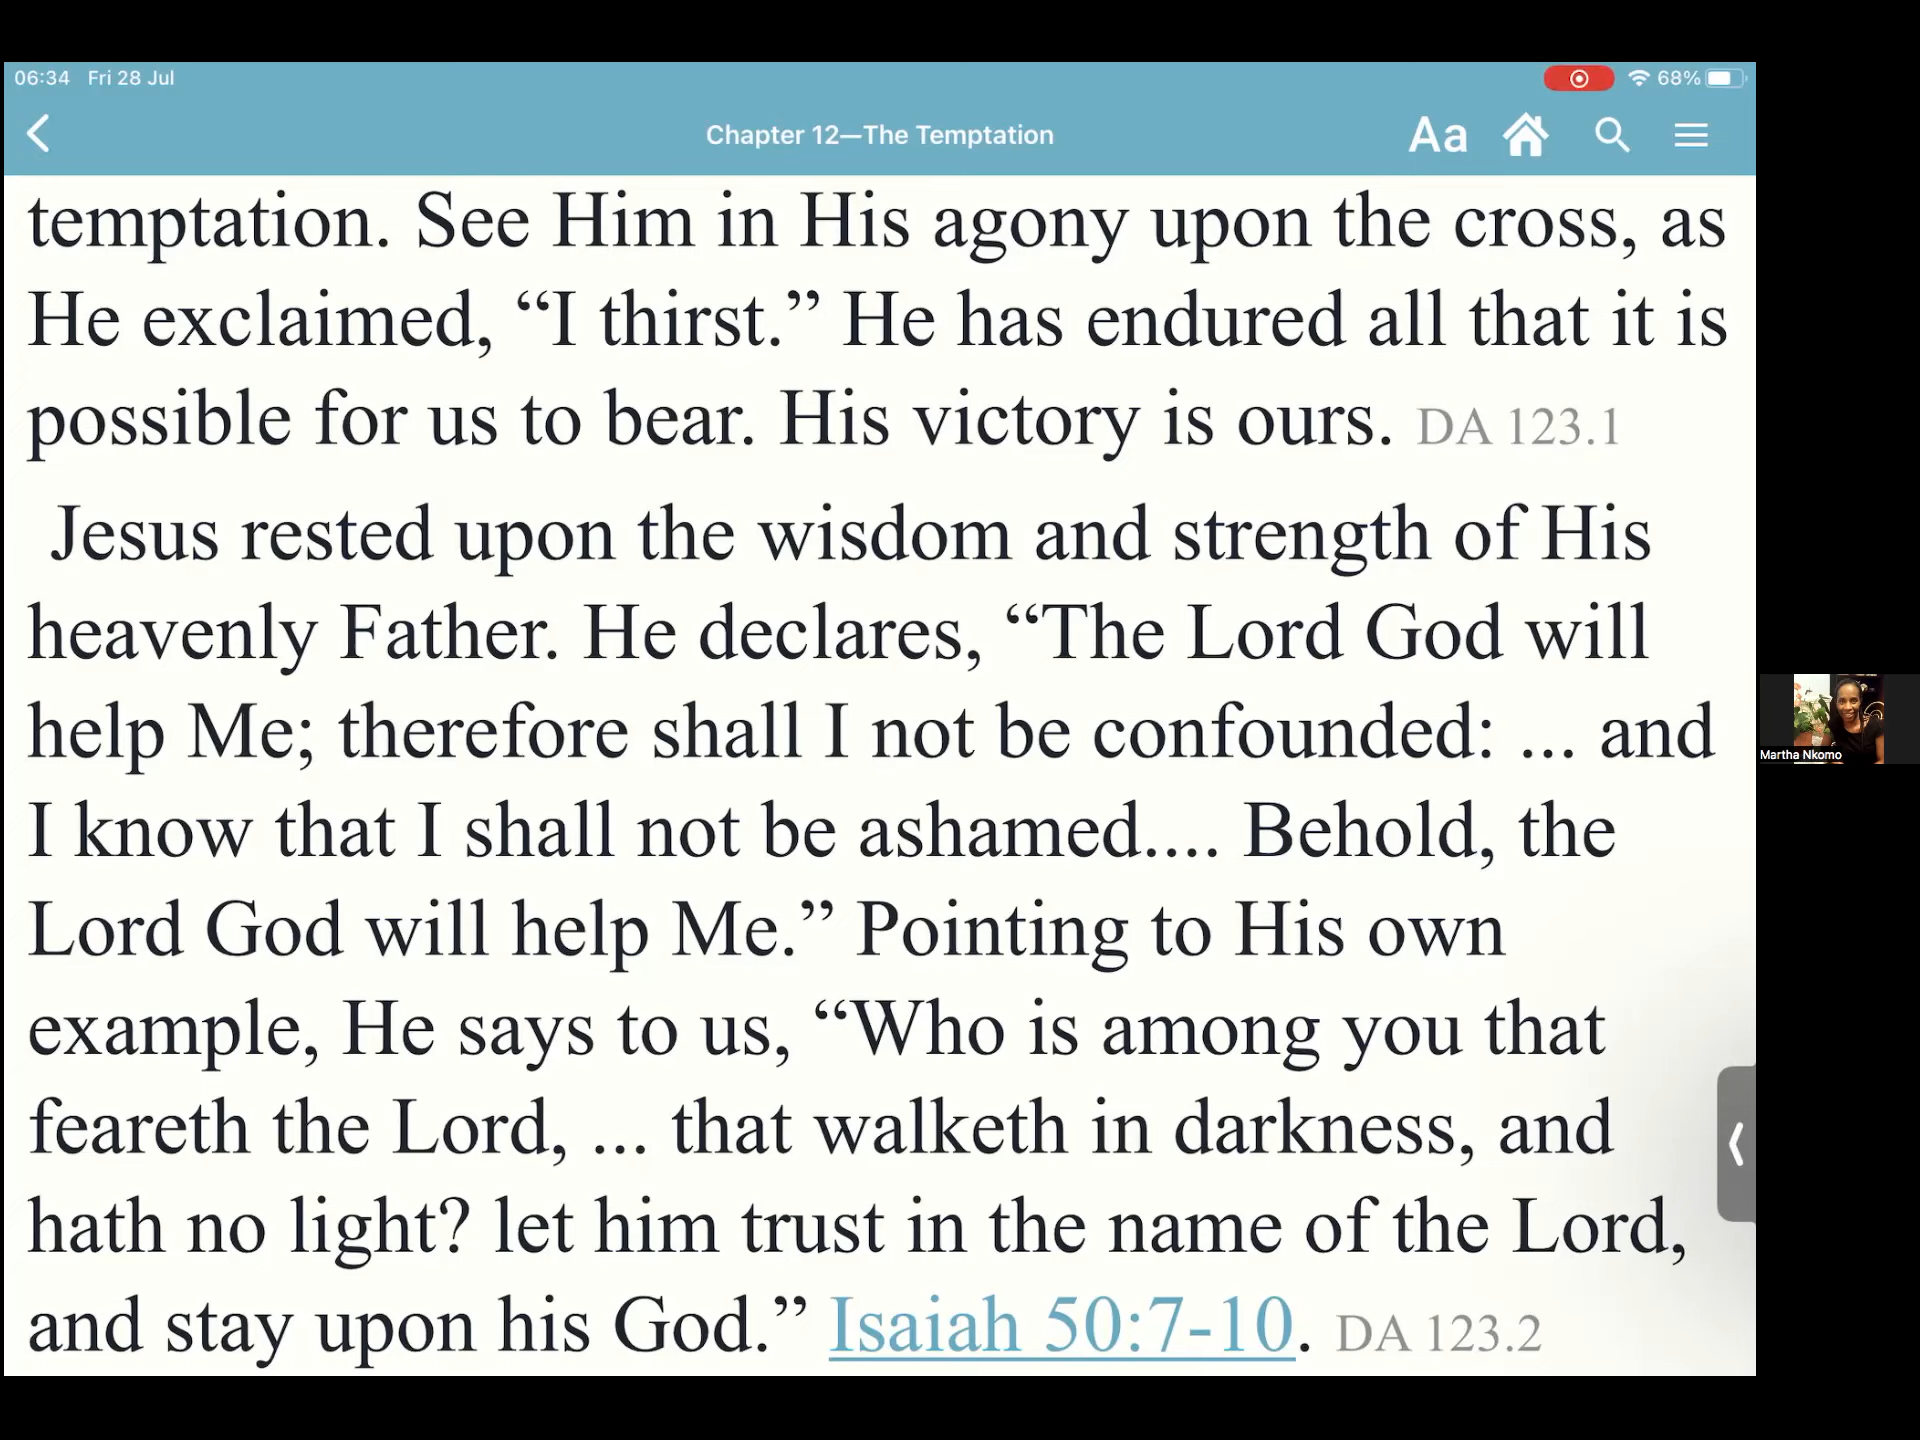 06:34 Fri 28 Jul
68%
Chapter 12—The Temptation
Aa
temptation. See Him in His agony upon the cross, as
He exclaimed, “I thirst.” He has endured all that it is
possible for us to bear. His victory is ours. DA 123.1
Jesus rested upon the wisdom and strength of His
heavenly Father. He declares, “The Lord God will
help Me; therefore shall I not be confounded: ... and
I know that I shall not be ashamed.... Behold, the
Lord God will help Me.” Pointing to His own
example, He says to us, “Who is among you that
feareth the Lord, ... that walketh in darkness, and
hath no light? let him trust in the name of the Lord,
and stay upon his God.” Isaiah 50:7-10. DA 123.2
Martha Nkomo